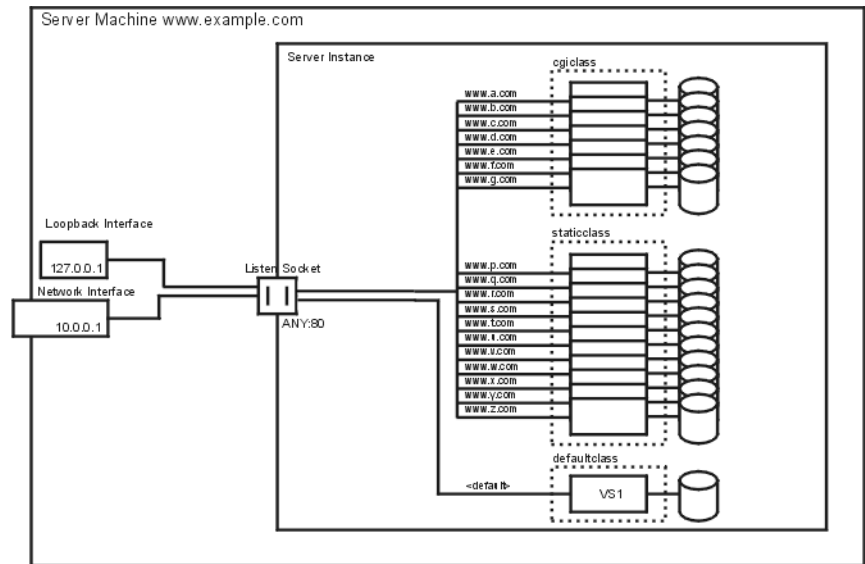 Server Machine www.example.com
Server Instance
cgiclass
www.a.com
www.b.com
www.c.com
www.d.com
www.e.com
www.f.com
www.g.com
Loopback Interface
127.0.0.1
Network Interface
10.0.0.1
Listen Socket
ANY:80
staticclass
www.p.com
www.q.com
www.r.com
www.s.com
www.t.com
www.u.com
www.v.com
www.w.com
www.x.com
www.y.com
www.z.com
defaultclass
<default>
VS1